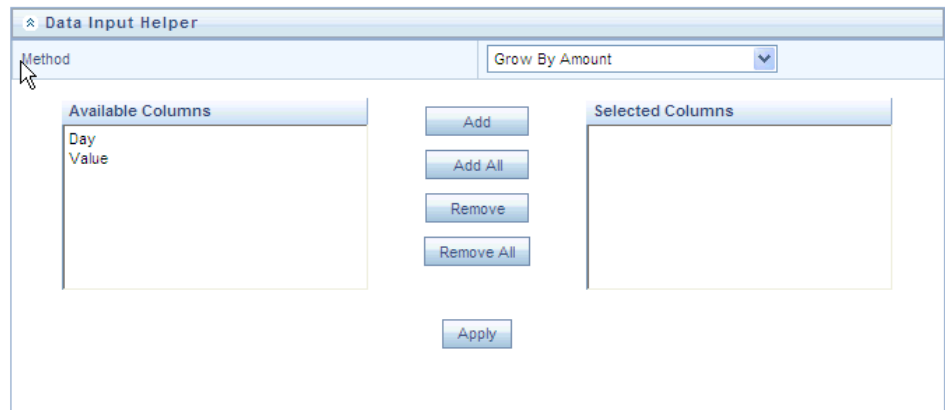 Data Input Helper
Method
Grow By Amount
Available Columns
Day
Value
Add
Add All
Remove
Remove All
Selected Columns
Apply